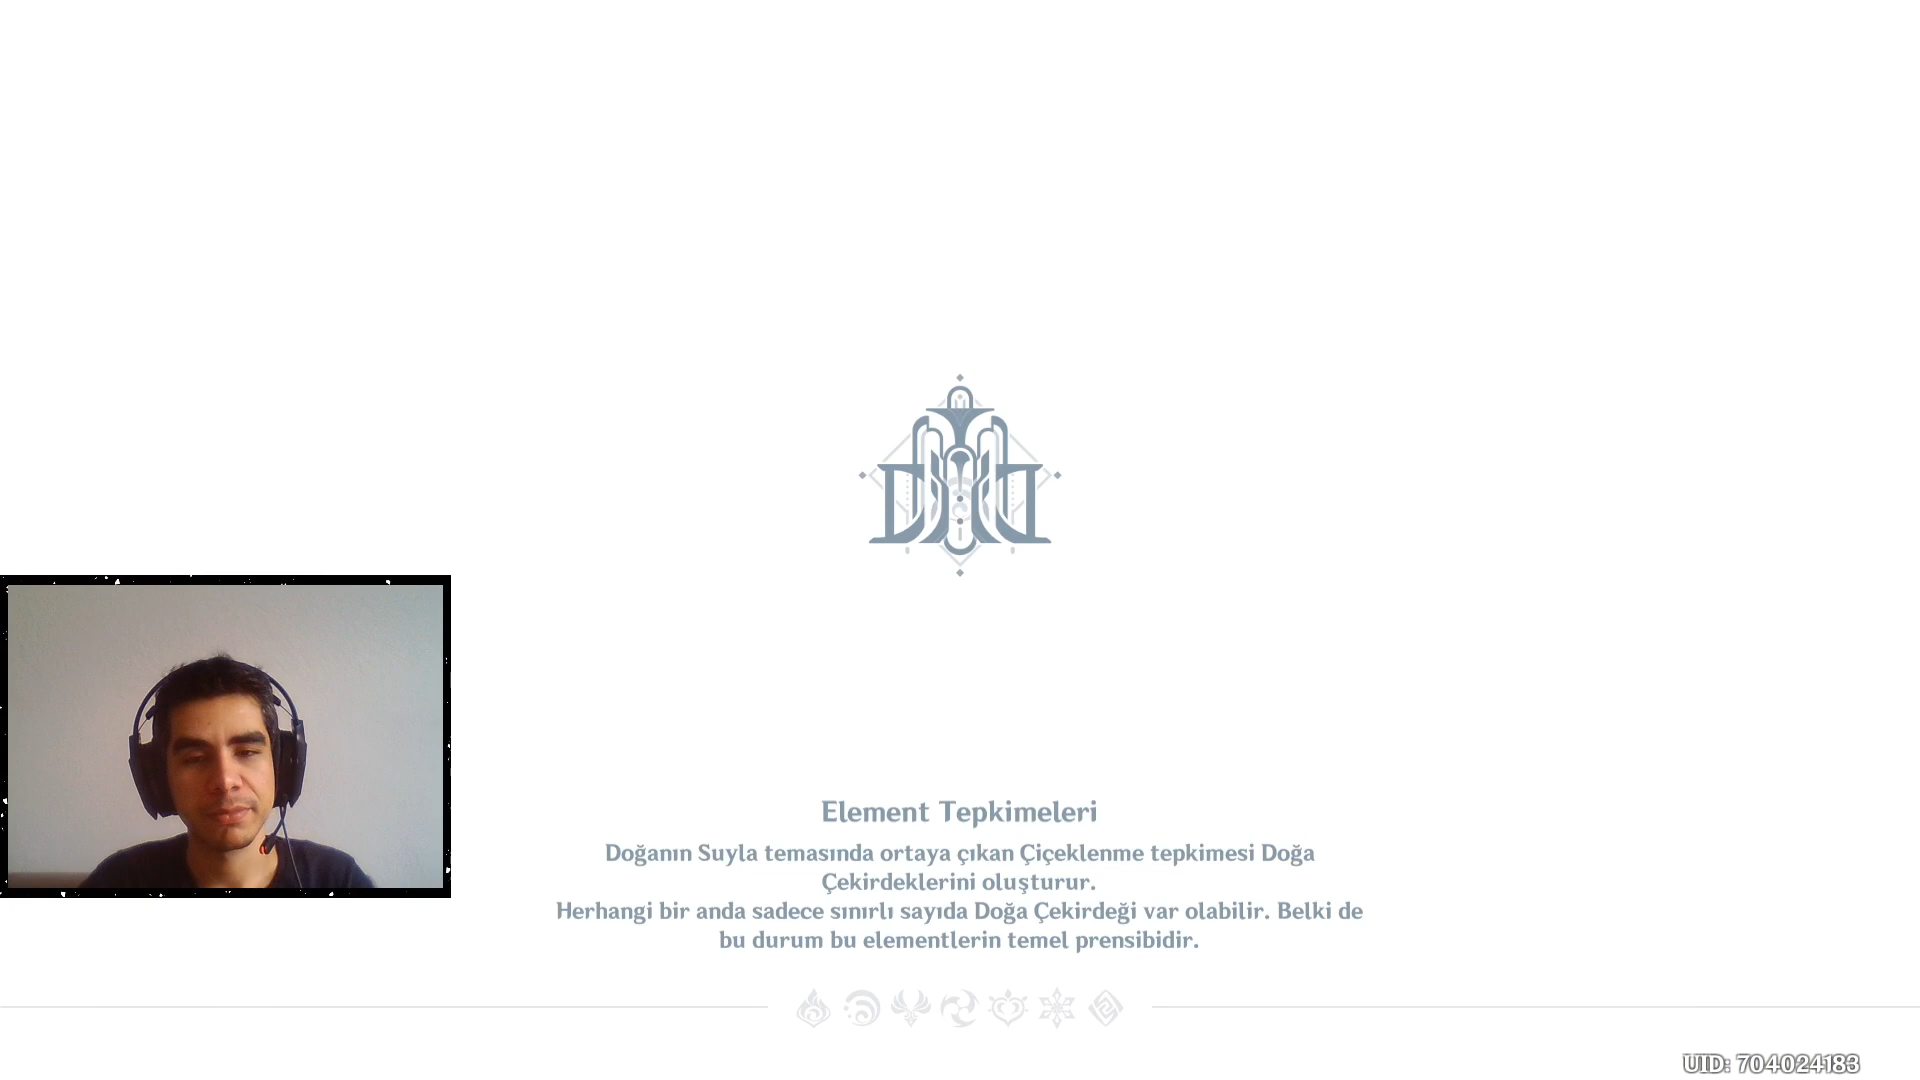 Element Tepkimeleri
Doğanın Suyla temasında ortaya çıkan Çiçeklenme tepkimesi Doğa
Çekirdeklerini oluşturur.
Herhangi bir anda sadece sınırlı sayıda Doğa Çekirdeği var olabilir. Belki de
bu durum bu elementlerin temel prensibidir.
UID: 704024183